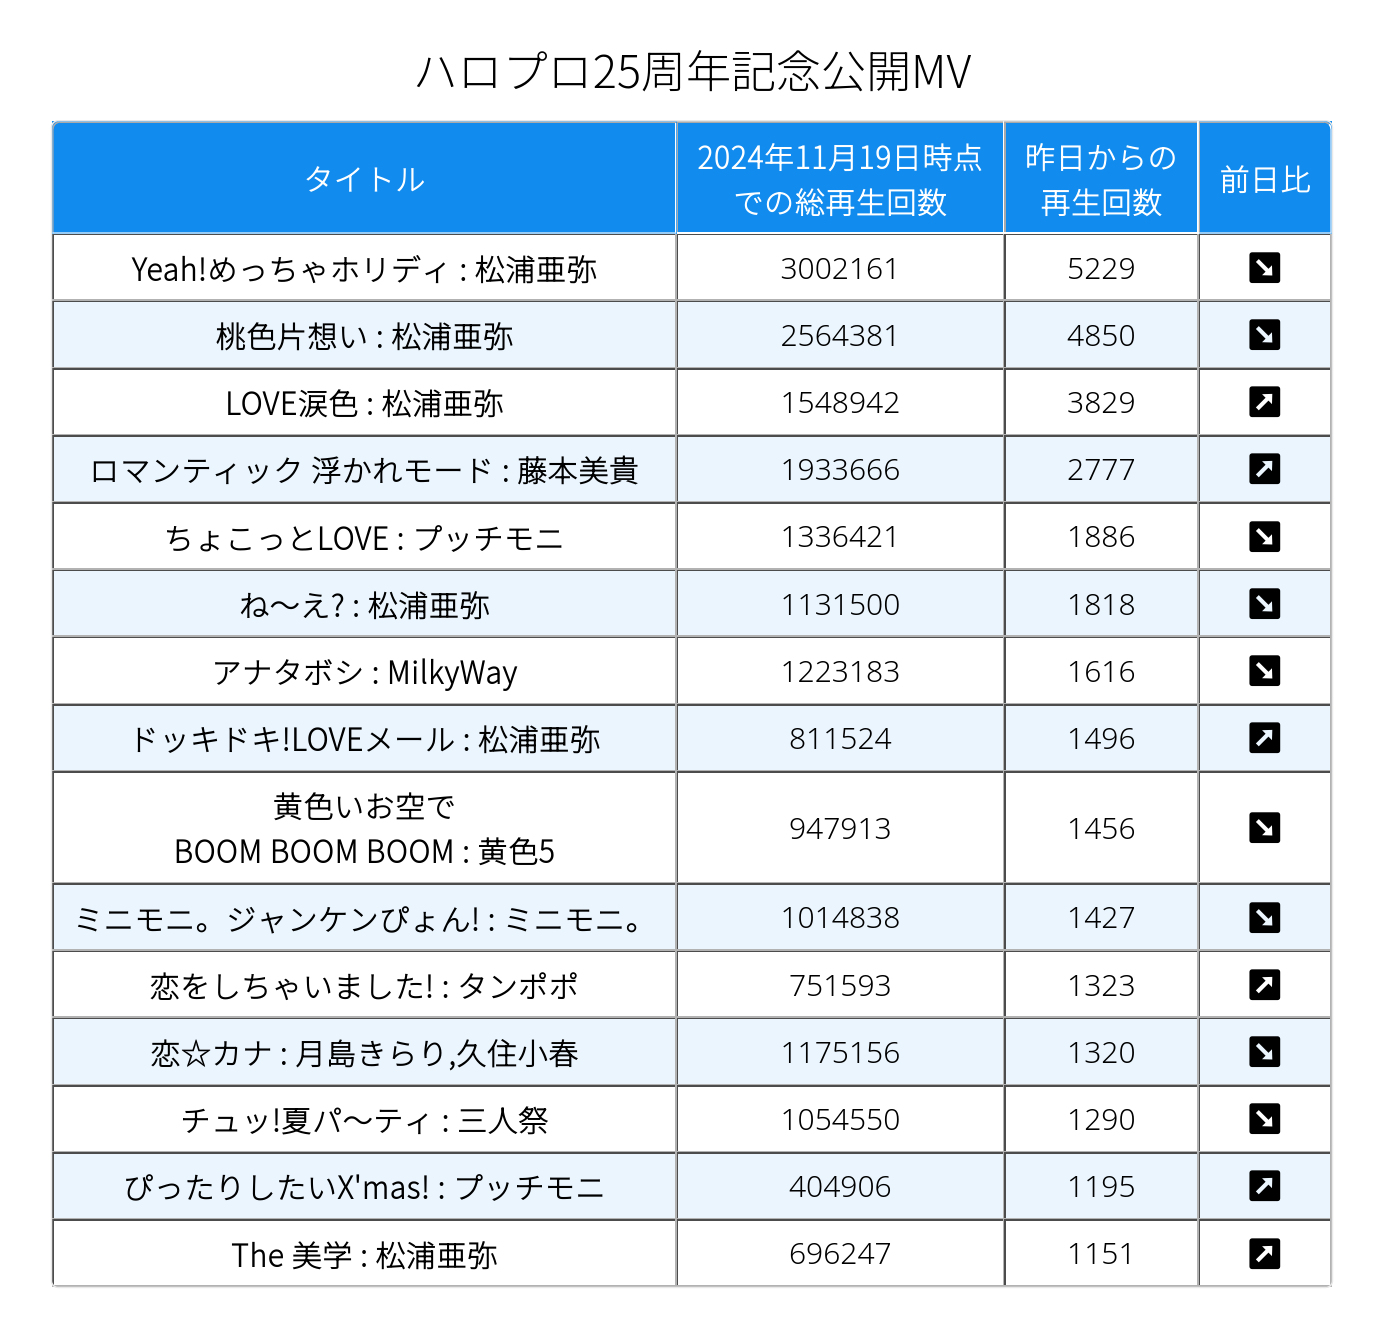 ハロプロ25周年記念公開MV
タイトル 2024年11月19日時点 昨日からの 前日比
での総再生回数 再生回数
Yeah!めっちゃホリディ : 松浦亜弥 3002161 5229 ↘
桃色片想い : 松浦亜弥 2564381 4850 ↘
LOVE涙色 : 松浦亜弥 1548942 3829 ↗
ロマンティック 浮かれモード : 藤本美貴 1933666 2777 ↗
ちょこっとLOVE : プッチモニ 1336421 1886 ↘
ね〜え? : 松浦亜弥 1131500 1818 ↘
アナタボシ : MilkyWay 1223183 1616 ↘
ドッキドキ!LOVEメール : 松浦亜弥 811524 1496 ↗
黄色いお空で
BOOM BOOM BOOM : 黄色5 947913 1456 ↘
ミニモニ。ジャンケンぴょん! : ミニモニ。 1014838 1427 ↘
恋をしちゃいました! : タンポポ 751593 1323 ↗
恋☆カナ : 月島きらり,久住小春 1175156 1320 ↘
チュッ!夏パ〜ティ : 三人祭 1054550 1290 ↘
ぴったりしたいX'mas! : プッチモニ 404906 1195 ↗
The 美学 : 松浦亜弥 696247 1151 ↗